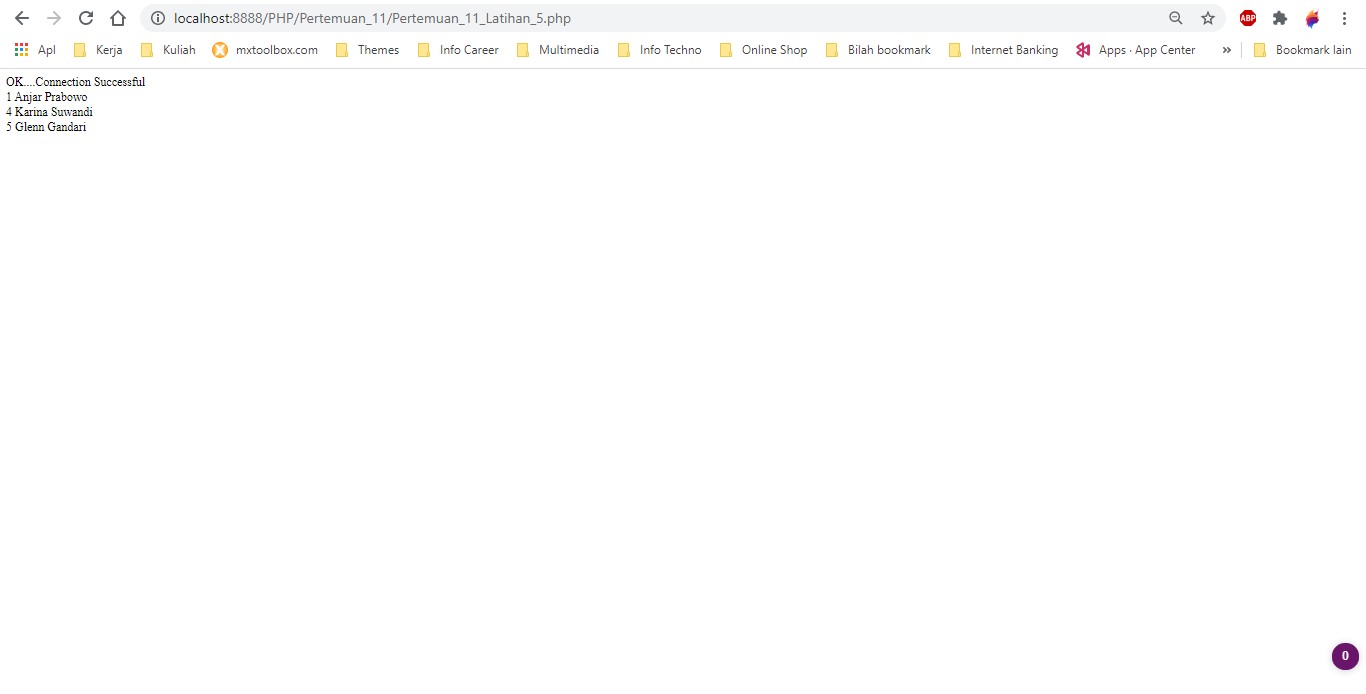 localhost:8888/PHP/Pertemuan_11/Pertemuan_11_Latihan_5.php
ABP
Apl Kerja Kuliah mxtoolbox.com Themes Info Career Multimedia Info Techno Online Shop Bilah bookmark Internet Banking Apps · App Center » Bookmark lain
OK....Connection Successful
1 Anjar Prabowo
4 Karina Suwandi
5 Glenn Gandari
0